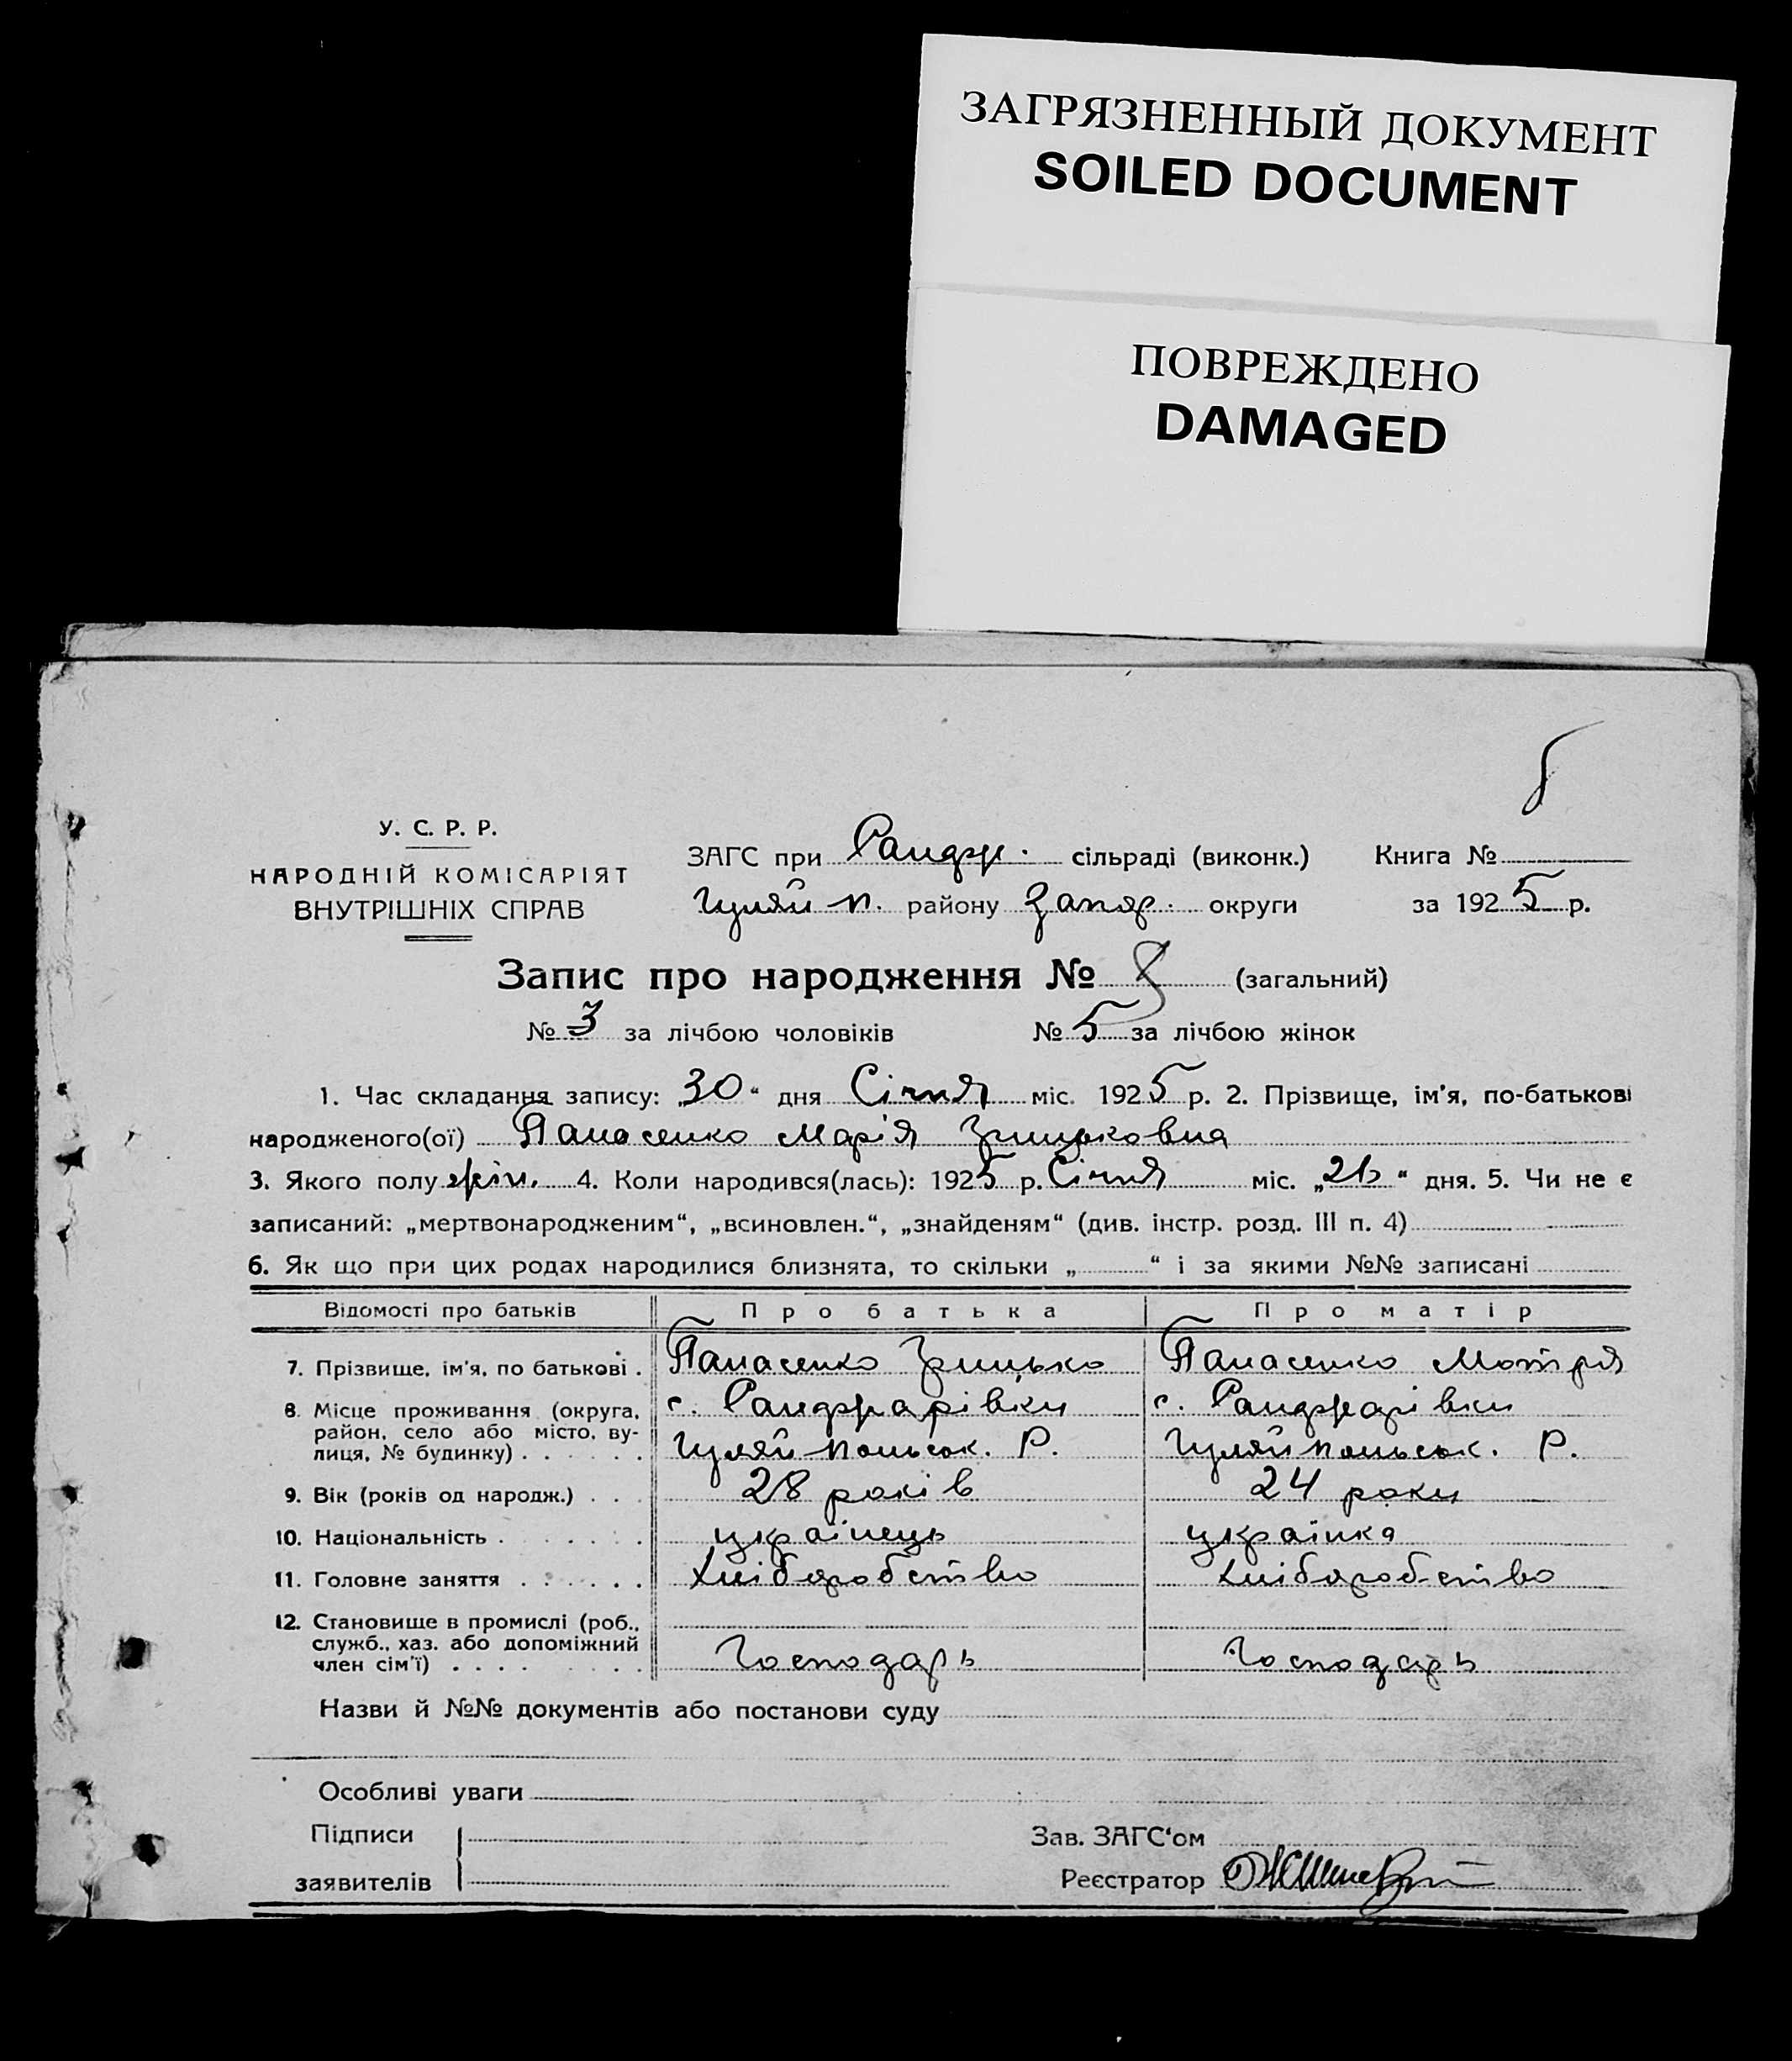 ЗАГРЯЗНЕННЫЙ ДОКУМЕНТ
SOILED DOCUMENT
ПОВРЕЖДЕНО
DAMAGED
У. С. Р. Р.
НАРОДНІЙ КОМІСАРІЯТ
ВНУТРІШНІХ СПРАВ
ЗАГС при Санжар. сільраді (виконк.) Книга №
Гуляй п. району Запор. округи за 1925 р.
Запис про народження № 8 (загальний)
№ 3 за лічбою чоловіків № 5 за лічбою жінок
1. Час складання запису: „30“ дня Січня міс. 1925 р. 2. Прізвище, ім’я, по-батькові
народженого(ої) Панасенко Марія Грицьковна
3. Якого полу жін. 4. Коли народився(лась): 1925 р. Січня міс. „2“ дня. 5. Чи не є
записаний: „мертвонародженим“, „всиновлен.“, „знайденям“ (див. інстр. розд. III п. 4)
6. Як що при цих родах народилися близнята, то скільки „ “ і за якими №№ записані
Відомості про батьків Про батька Про матір
7. Прізвище, ім’я, по батькові . Панасенко Грицько Панасенко Мотря
8. Місце проживання (округа, район, село або місто, вулиця, № будинку) . . . . . . с. с.
Гуляйпольськ. Р. Гуляйпольськ. Р.
9. Вік (років од народж.) . . . 28 років 24 роки
10. Національність . . . . . . . українець українка
11. Головне заняття . . . . . . Хліборобство Хліборобство
12. Становище в промислі (роб., служб., хаз. або допоміжний член сім’ї) . . . . Господарь Господарь
Назви й №№ документів або постанови суду
Особливі уваги
Підписи
заявителів
Зав. ЗАГС‘ом
Реєстратор